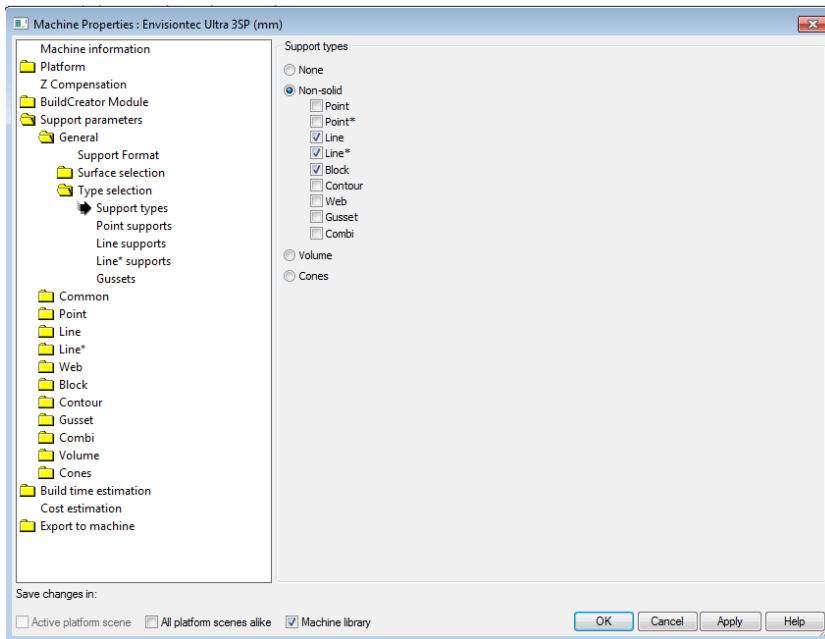 Machine Properties : Envisiontec Ultra 3SP (mm)
Machine information
Platform
Z Compensation
BuildCreator Module
Support parameters
General
Support Format
Surface selection
Type selection
Support types
Point supports
Line supports
Line* supports
Gussets
Common
Point
Line
Line*
Web
Block
Contour
Gusset
Combi
Volume
Cones
Build time estimation
Cost estimation
Export to machine
Support types
None
Non-solid
Point
Point*
Line
Line*
Block
Contour
Web
Gusset
Combi
Volume
Cones
Save changes in:
Active platform scene All platform scenes alike Machine library OK Cancel Apply Help